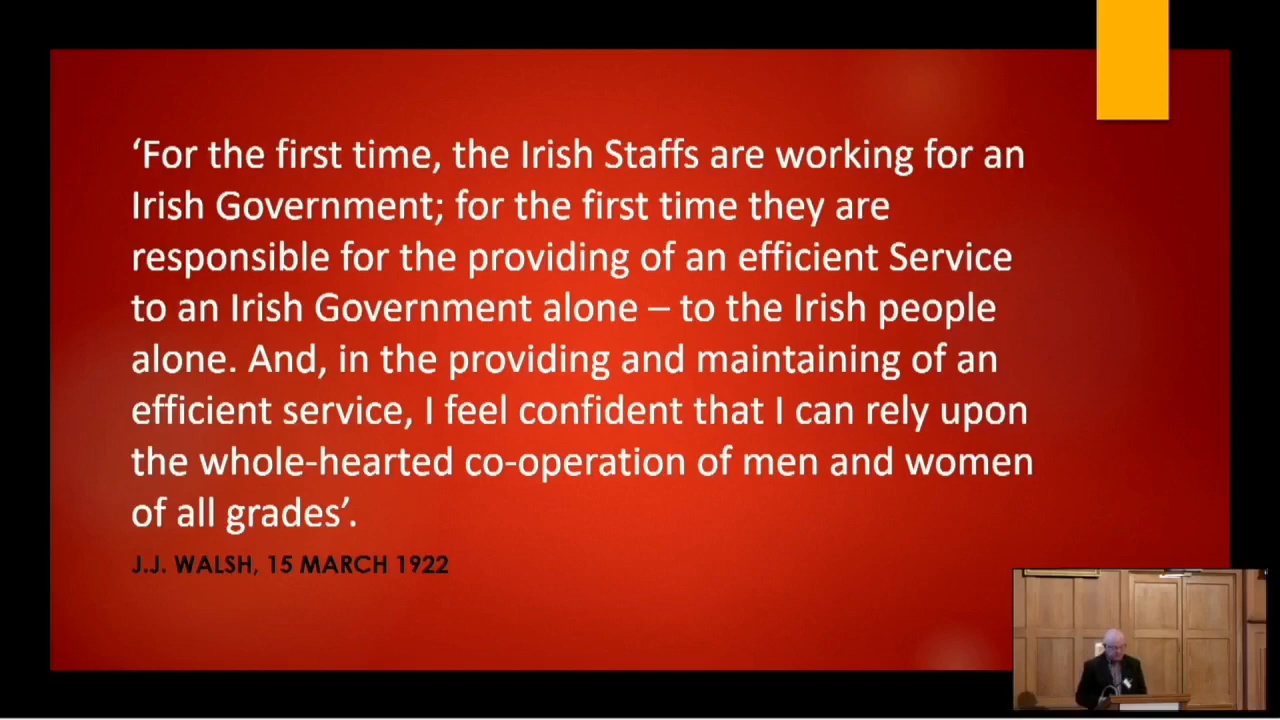 ‘For the first time, the Irish Staffs are working for an
Irish Government; for the first time they are
responsible for the providing of an efficient Service
to an Irish Government alone – to the Irish people
alone. And, in the providing and maintaining of an
efficient service, I feel confident that I can rely upon
the whole-hearted co-operation of men and women
of all grades’.
J.J. WALSH, 15 MARCH 1922